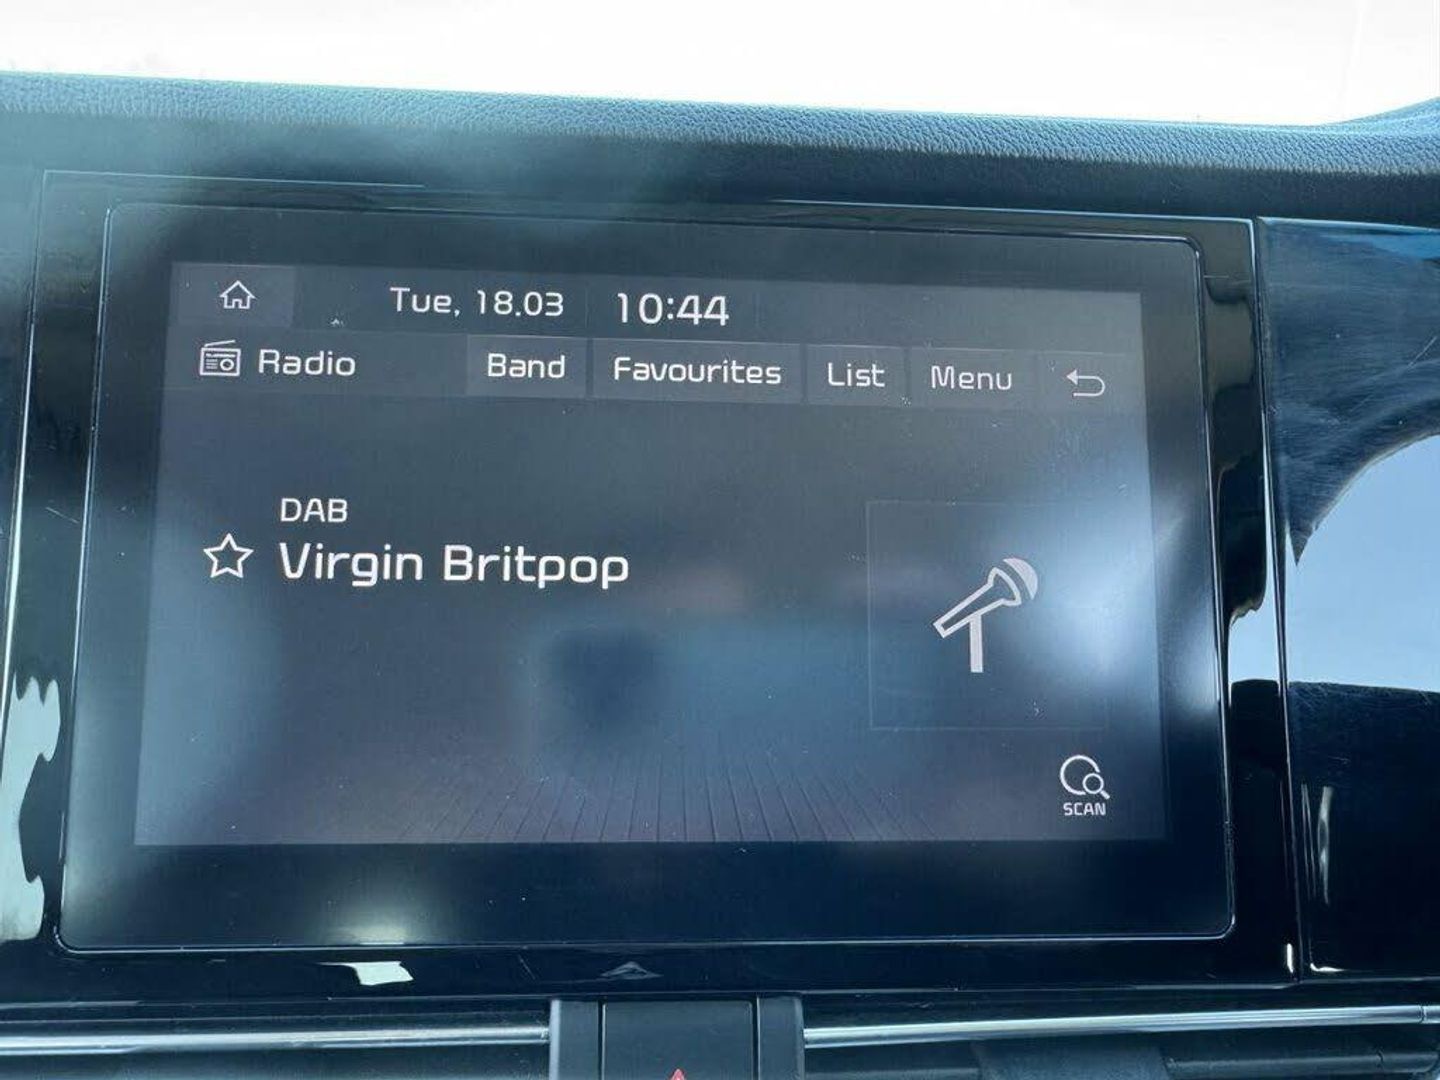 Tue, 18.03 10:44
Radio Band Favourites List Menu
DAB
Virgin Britpop
SCAN